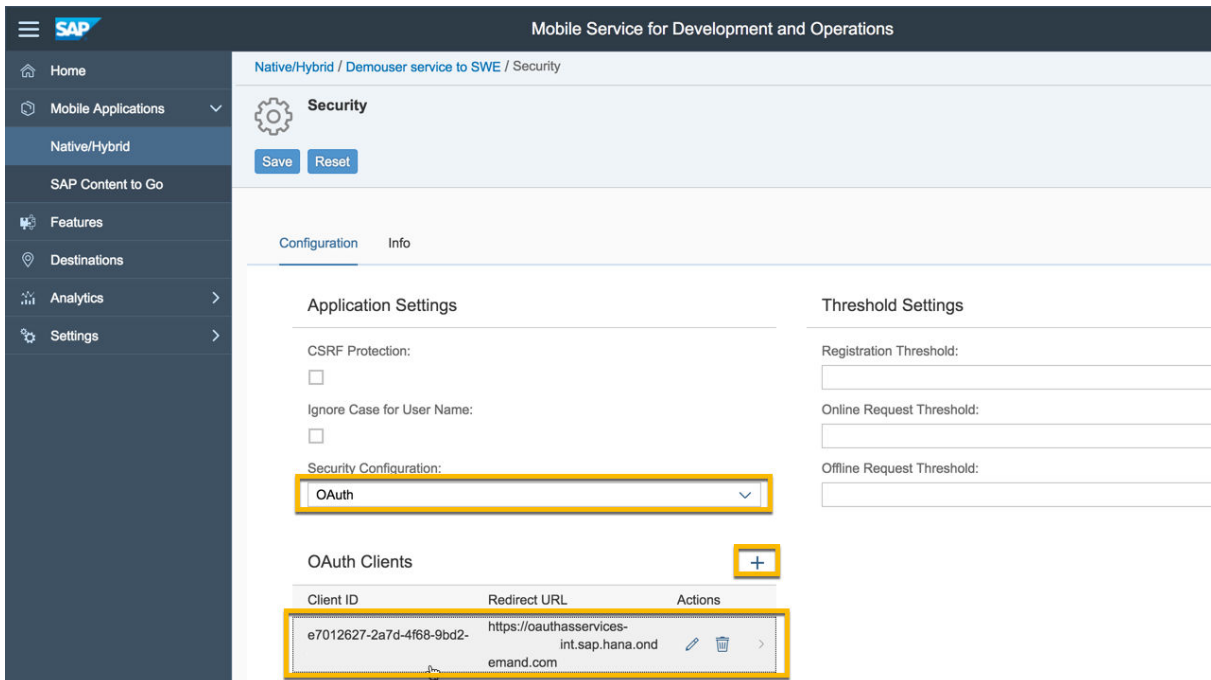 SAP
Mobile Service for Development and Operations
Home
Mobile Applications
Native/Hybrid
SAP Content to Go
Features
Destinations
Analytics
Settings
Native/Hybrid / Demouser service to SWE / Security
Security
Save Reset
Configuration Info
Application Settings
CSRF Protection:
Ignore Case for User Name:
Security Configuration:
OAuth
Threshold Settings
Registration Threshold:
Online Request Threshold:
Offline Request Threshold:
OAuth Clients
+
Client ID Redirect URL Actions
e7012627-2a7d-4f68-9bd2-
https://oauthasservices-
int.sap.hana.ond
emand.com